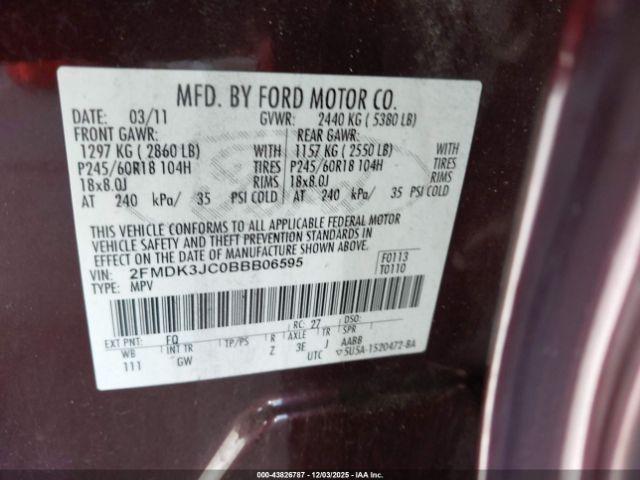 MFD. BY FORD MOTOR CO.
DATE: 03/11 GVWR: 2440 KG ( 5380 LB)
FRONT GAWR: REAR GAWR:
1297 KG ( 2860 LB) WITH 1157 KG ( 2550 LB) WITH
P245/60R18 104H TIRES P245/60R18 104H TIRES
18x8.0J RIMS 18x8.0J RIMS
AT 240 kPa/ 35 PSI COLD AT 240 kPa/ 35 PSI COLD
THIS VEHICLE CONFORMS TO ALL APPLICABLE FEDERAL MOTOR
VEHICLE SAFETY AND THEFT PREVENTION STANDARDS IN
EFFECT ON THE DATE OF MANUFACTURE SHOWN ABOVE.
VIN: 2FMDK3JC0BBB06595 F0113
TYPE: MPV T0110
RC: 27 DSO:
EXT PNT: FQ
WB INT TR TP/PS R AXLE TR SPR
111 GW Z 3E J AABB
UTC ▽5U5A-1520472-BA
43826787 12/03/2025 IAA Inc.